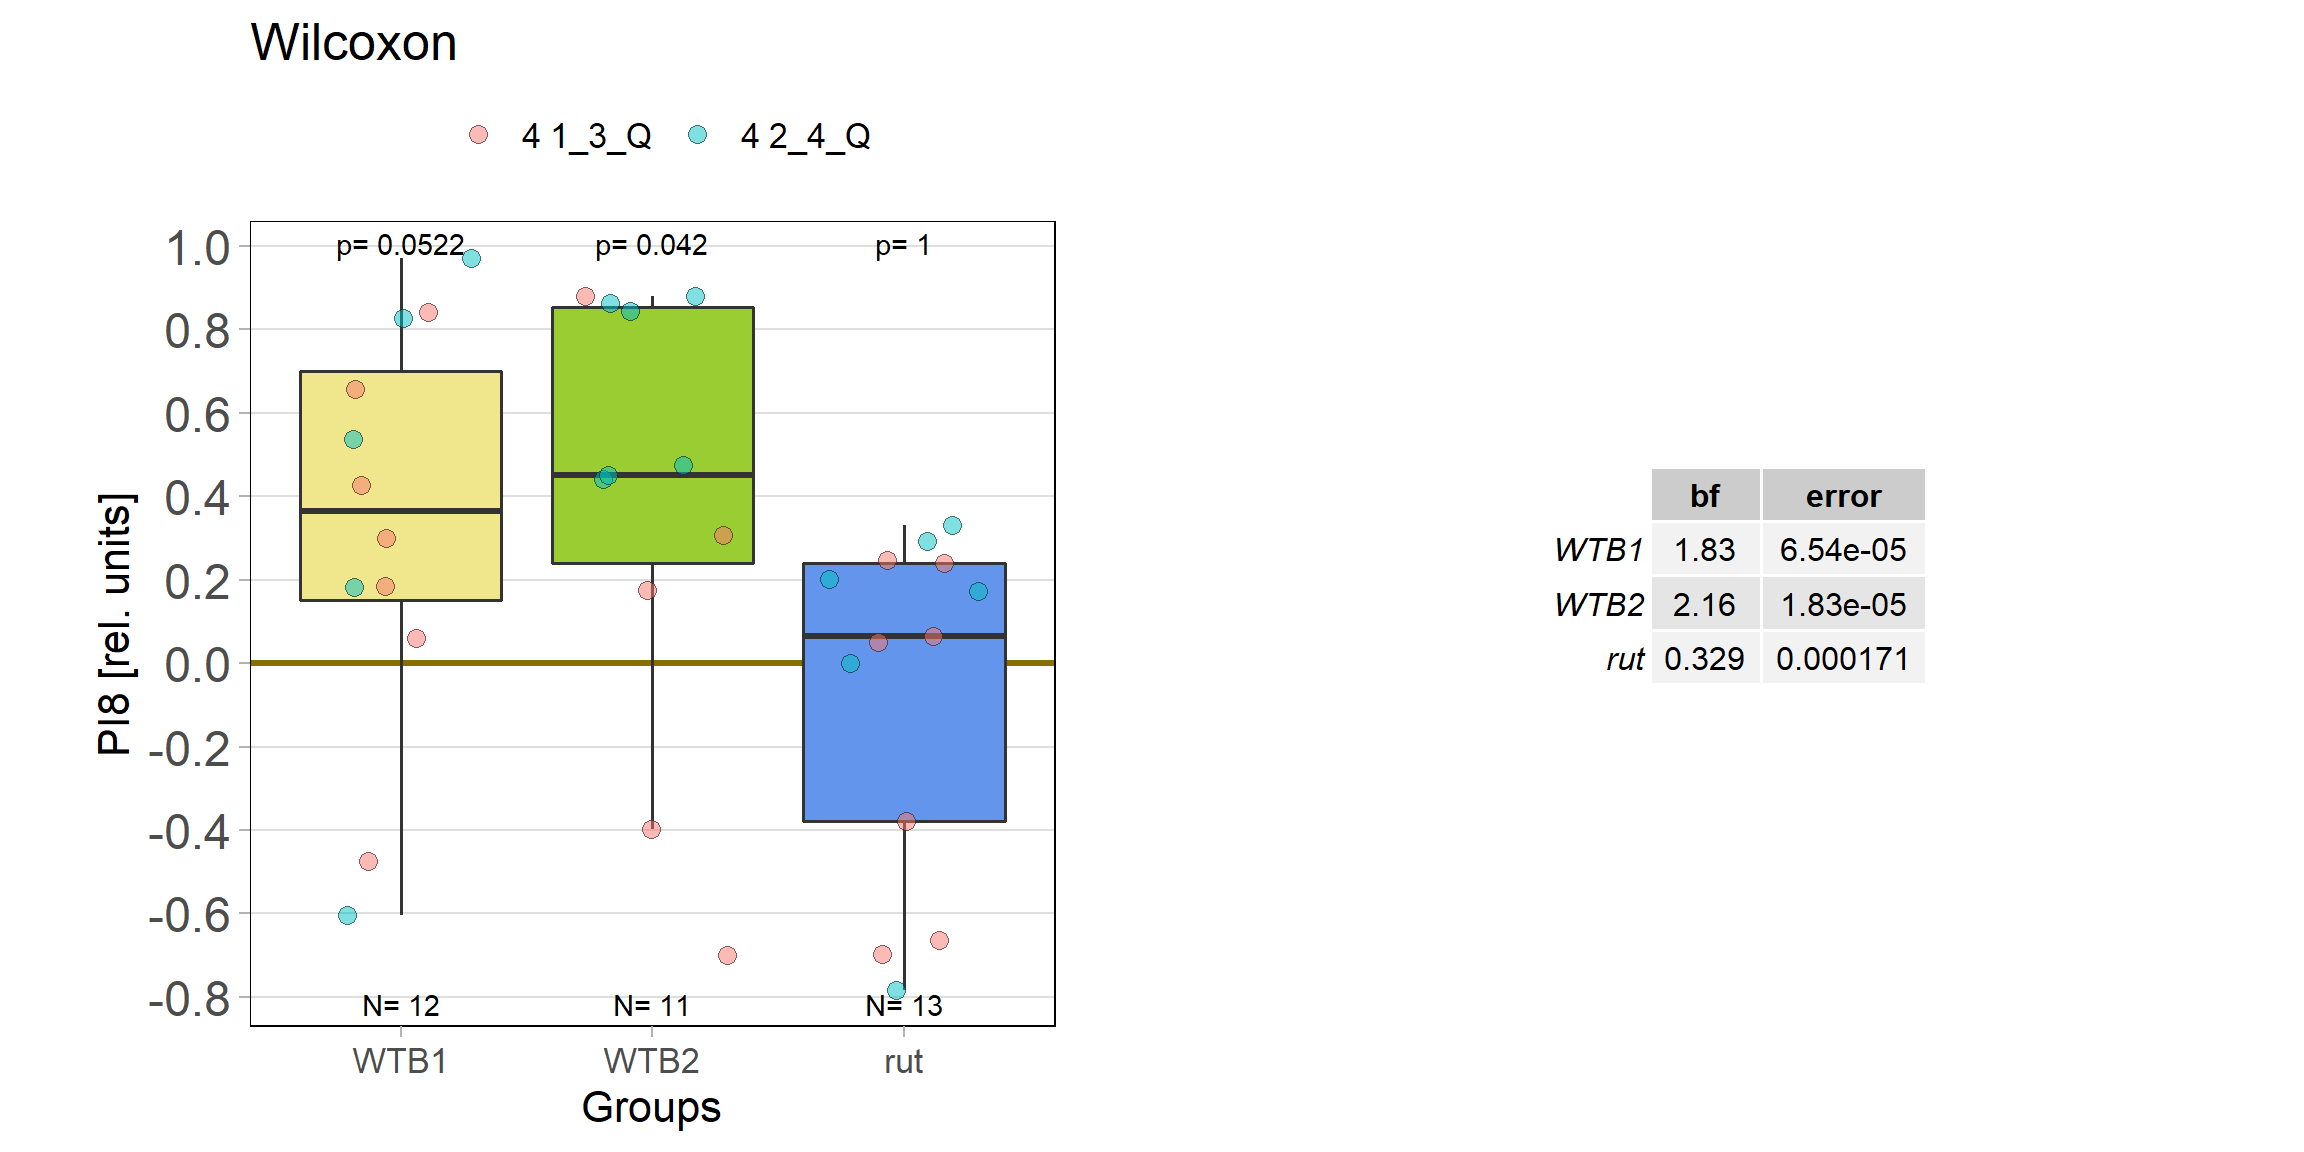 Wilcoxon
4 1_3_Q 4 2_4_Q
1.0
0.8
0.6
0.4
0.2
0.0
-0.2
-0.4
-0.6
-0.8
PI8 [rel. units]
p= 0.0522 p= 0.042 p= 1
N= 12 N= 11 N= 13
WTB1 WTB2 rut
Groups
bf error
WTB1 1.83 6.54e-05
WTB2 2.16 1.83e-05
rut 0.329 0.000171